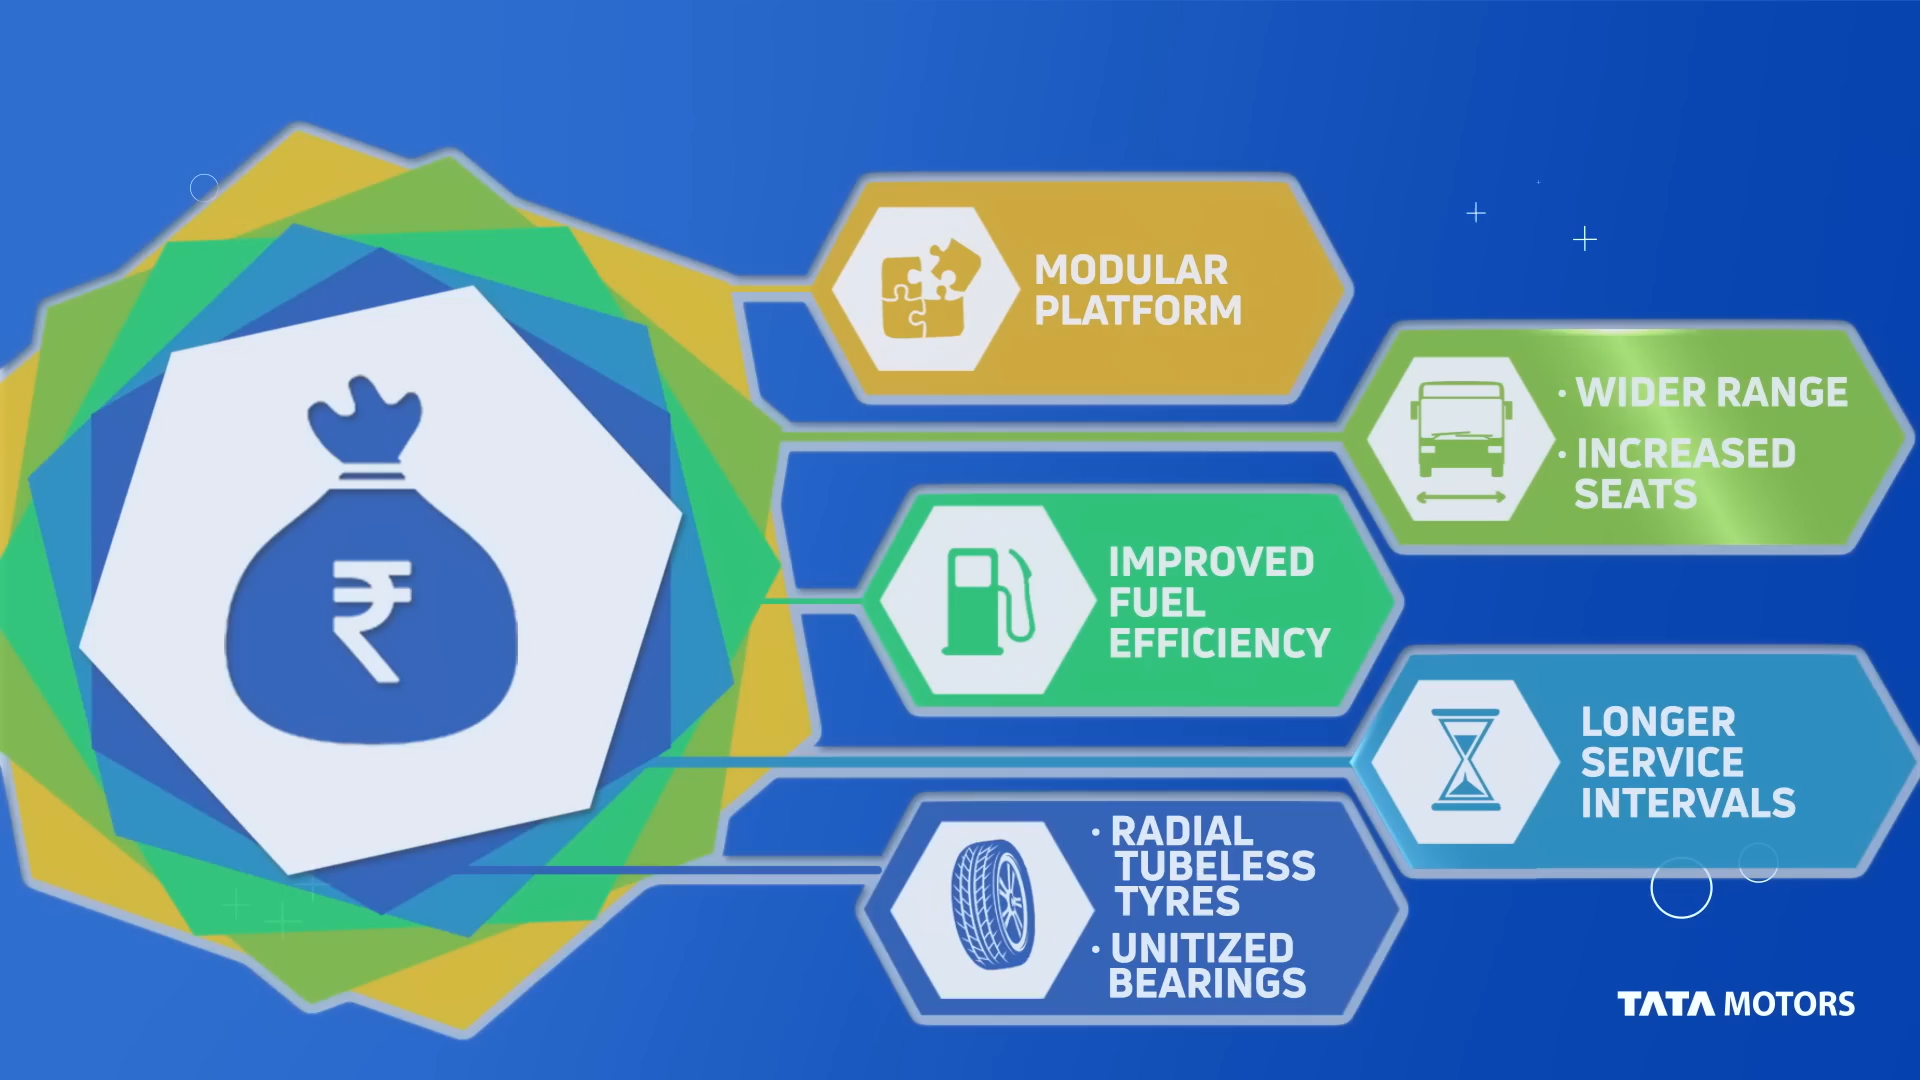 ₹
MODULAR
PLATFORM
• WIDER RANGE
• INCREASED
SEATS
IMPROVED
FUEL
EFFICIENCY
LONGER
SERVICE
INTERVALS
• RADIAL
TUBELESS
TYRES
• UNITIZED
BEARINGS
TATA MOTORS